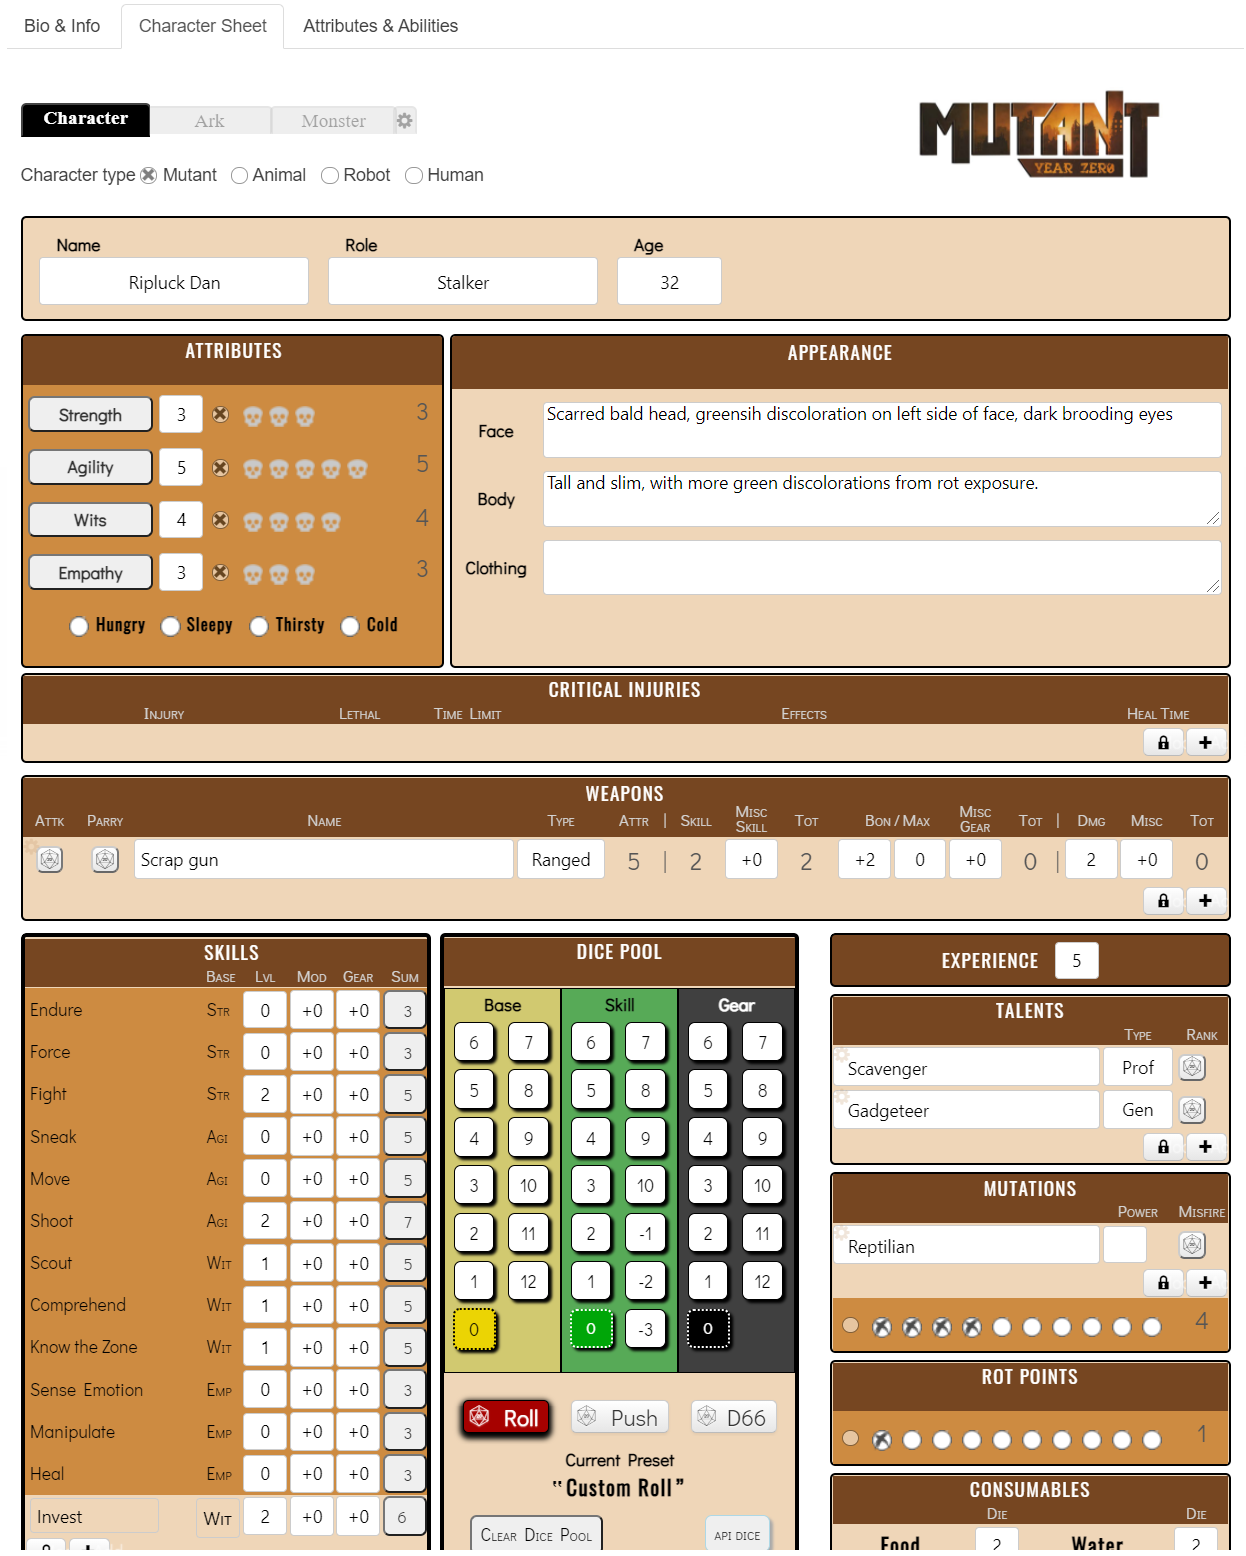 Bio & Info Character Sheet Attributes & Abilities
Character Ark Monster
MUTANT
YEAR ZERO
Character type Mutant Animal Robot Human
Name Role Age
Ripluck Dan Stalker 32
ATTRIBUTES
Strength 3 3
Agility 5 5
Wits 4 4
Empathy 3 3
Hungry Sleepy Thirsty Cold
APPEARANCE
Face Scarred bald head, greensih discoloration on left side of face, dark brooding eyes
Body Tall and slim, with more green discolorations from rot exposure.
Clothing
CRITICAL INJURIES
Injury Lethal Time Limit Effects Heal Time
+
WEAPONS
Attk Parry Name Type Attr | Skill Misc Skill Tot Bon / Max Misc Gear Tot | Dmg Misc Tot
Scrap gun Ranged 5 | 2 +0 2 +2 0 +0 0 | 2 +0 0
+
SKILLS
Base Lvl Mod Gear Sum
Endure Str 0 +0 +0 3
Force Str 0 +0 +0 3
Fight Str 2 +0 +0 5
Sneak Agi 0 +0 +0 5
Move Agi 0 +0 +0 5
Shoot Agi 2 +0 +0 7
Scout Wit 1 +0 +0 5
Comprehend Wit 1 +0 +0 5
Know the Zone Wit 1 +0 +0 5
Sense Emotion Emp 0 +0 +0 3
Manipulate Emp 0 +0 +0 3
Heal Emp 0 +0 +0 3
Invest Wit 2 +0 +0 6
DICE POOL
Base Skill Gear
6 7 6 7 6 7
5 8 5 8 5 8
4 9 4 9 4 9
3 10 3 10 3 10
2 11 2 -1 2 11
1 12 1 -2 1 12
0 0 -3 0
Roll Push D66
Current Preset
"Custom Roll"
Clear Dice Pool API DICE
EXPERIENCE 5
TALENTS
Type Rank
Scavenger Prof
Gadgeteer Gen
+
MUTATIONS
Power Misfire
Reptilian
+
4
ROT POINTS
1
CONSUMABLES
Die Die
Food 2 Water 2